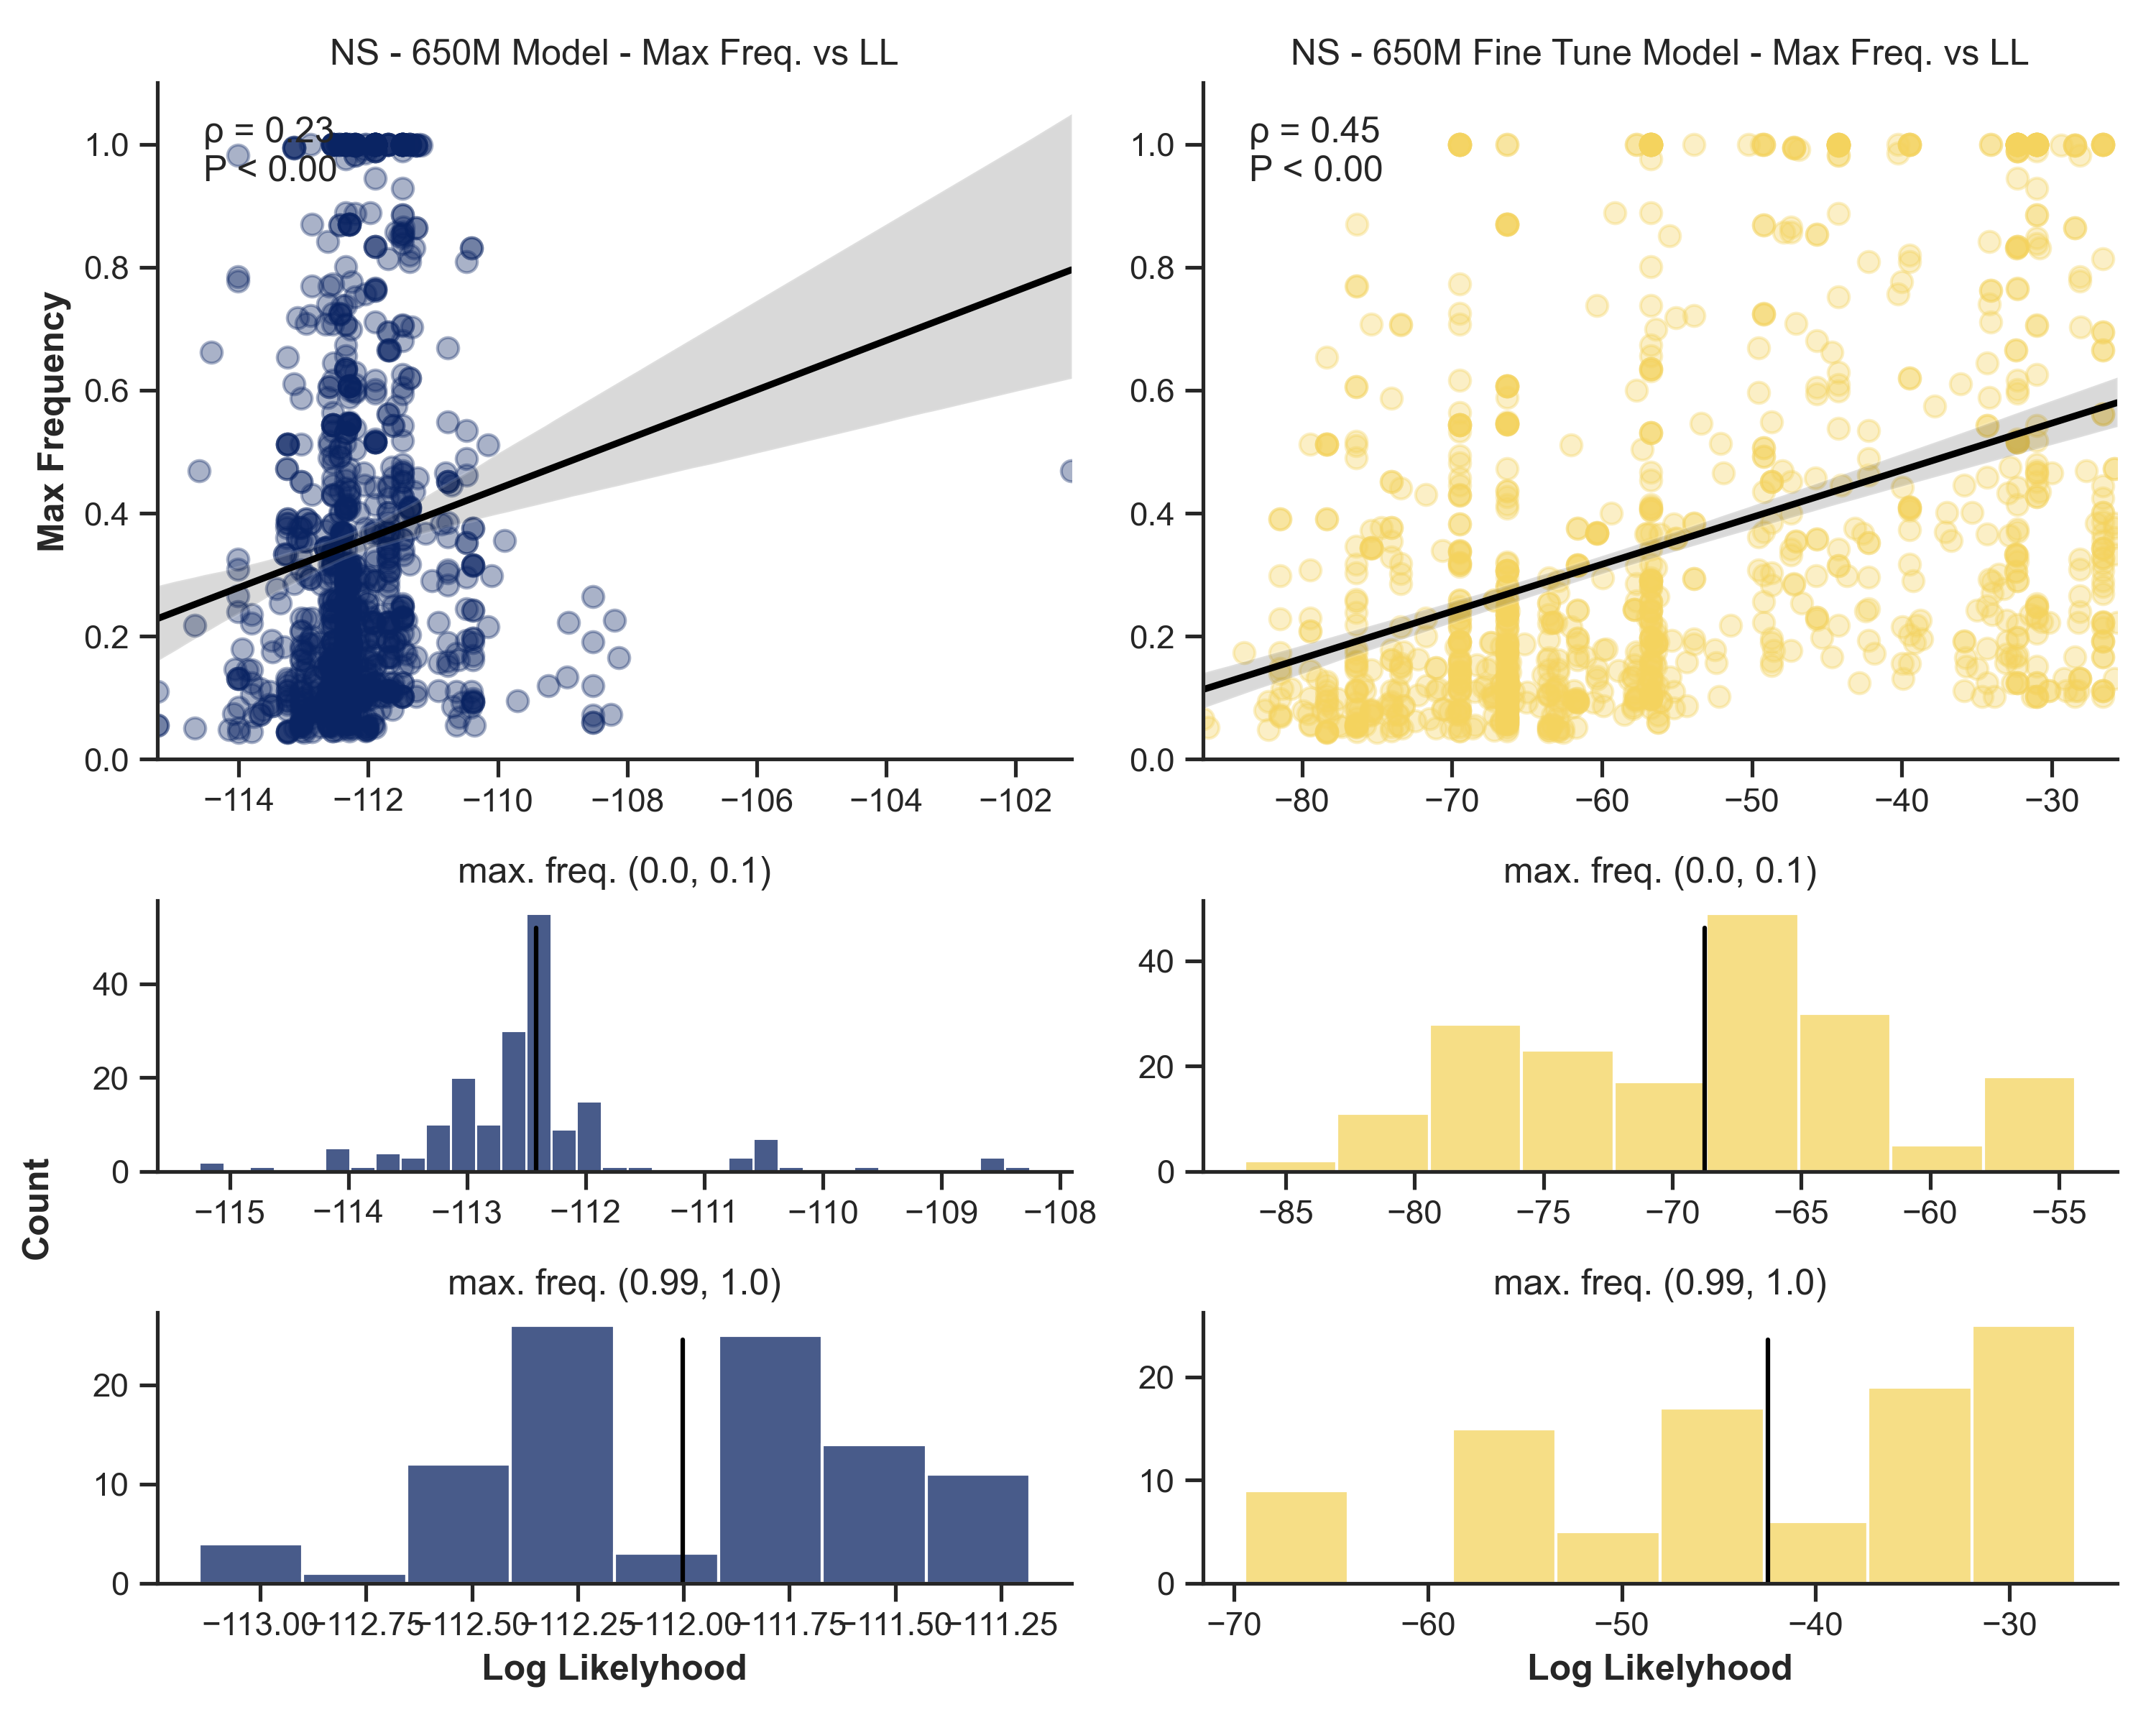 NS - 650M Model - Max Freq. vs LL
ρ = 0.23
P < 0.00
1.0
0.8
0.6
0.4
0.2
0.0
Max Frequency
−114 −112 −110 −108 −106 −104 −102
NS - 650M Fine Tune Model - Max Freq. vs LL
ρ = 0.45
P < 0.00
1.0
0.8
0.6
0.4
0.2
0.0
−80 −70 −60 −50 −40 −30
max. freq. (0.0, 0.1)
40
20
0
−115 −114 −113 −112 −111 −110 −109 −108
max. freq. (0.0, 0.1)
40
20
0
−85 −80 −75 −70 −65 −60 −55
Count
max. freq. (0.99, 1.0)
20
10
0
−113.00 −112.75 −112.50 −112.25 −112.00 −111.75 −111.50 −111.25
Log Likelyhood
max. freq. (0.99, 1.0)
20
10
0
−70 −60 −50 −40 −30
Log Likelyhood